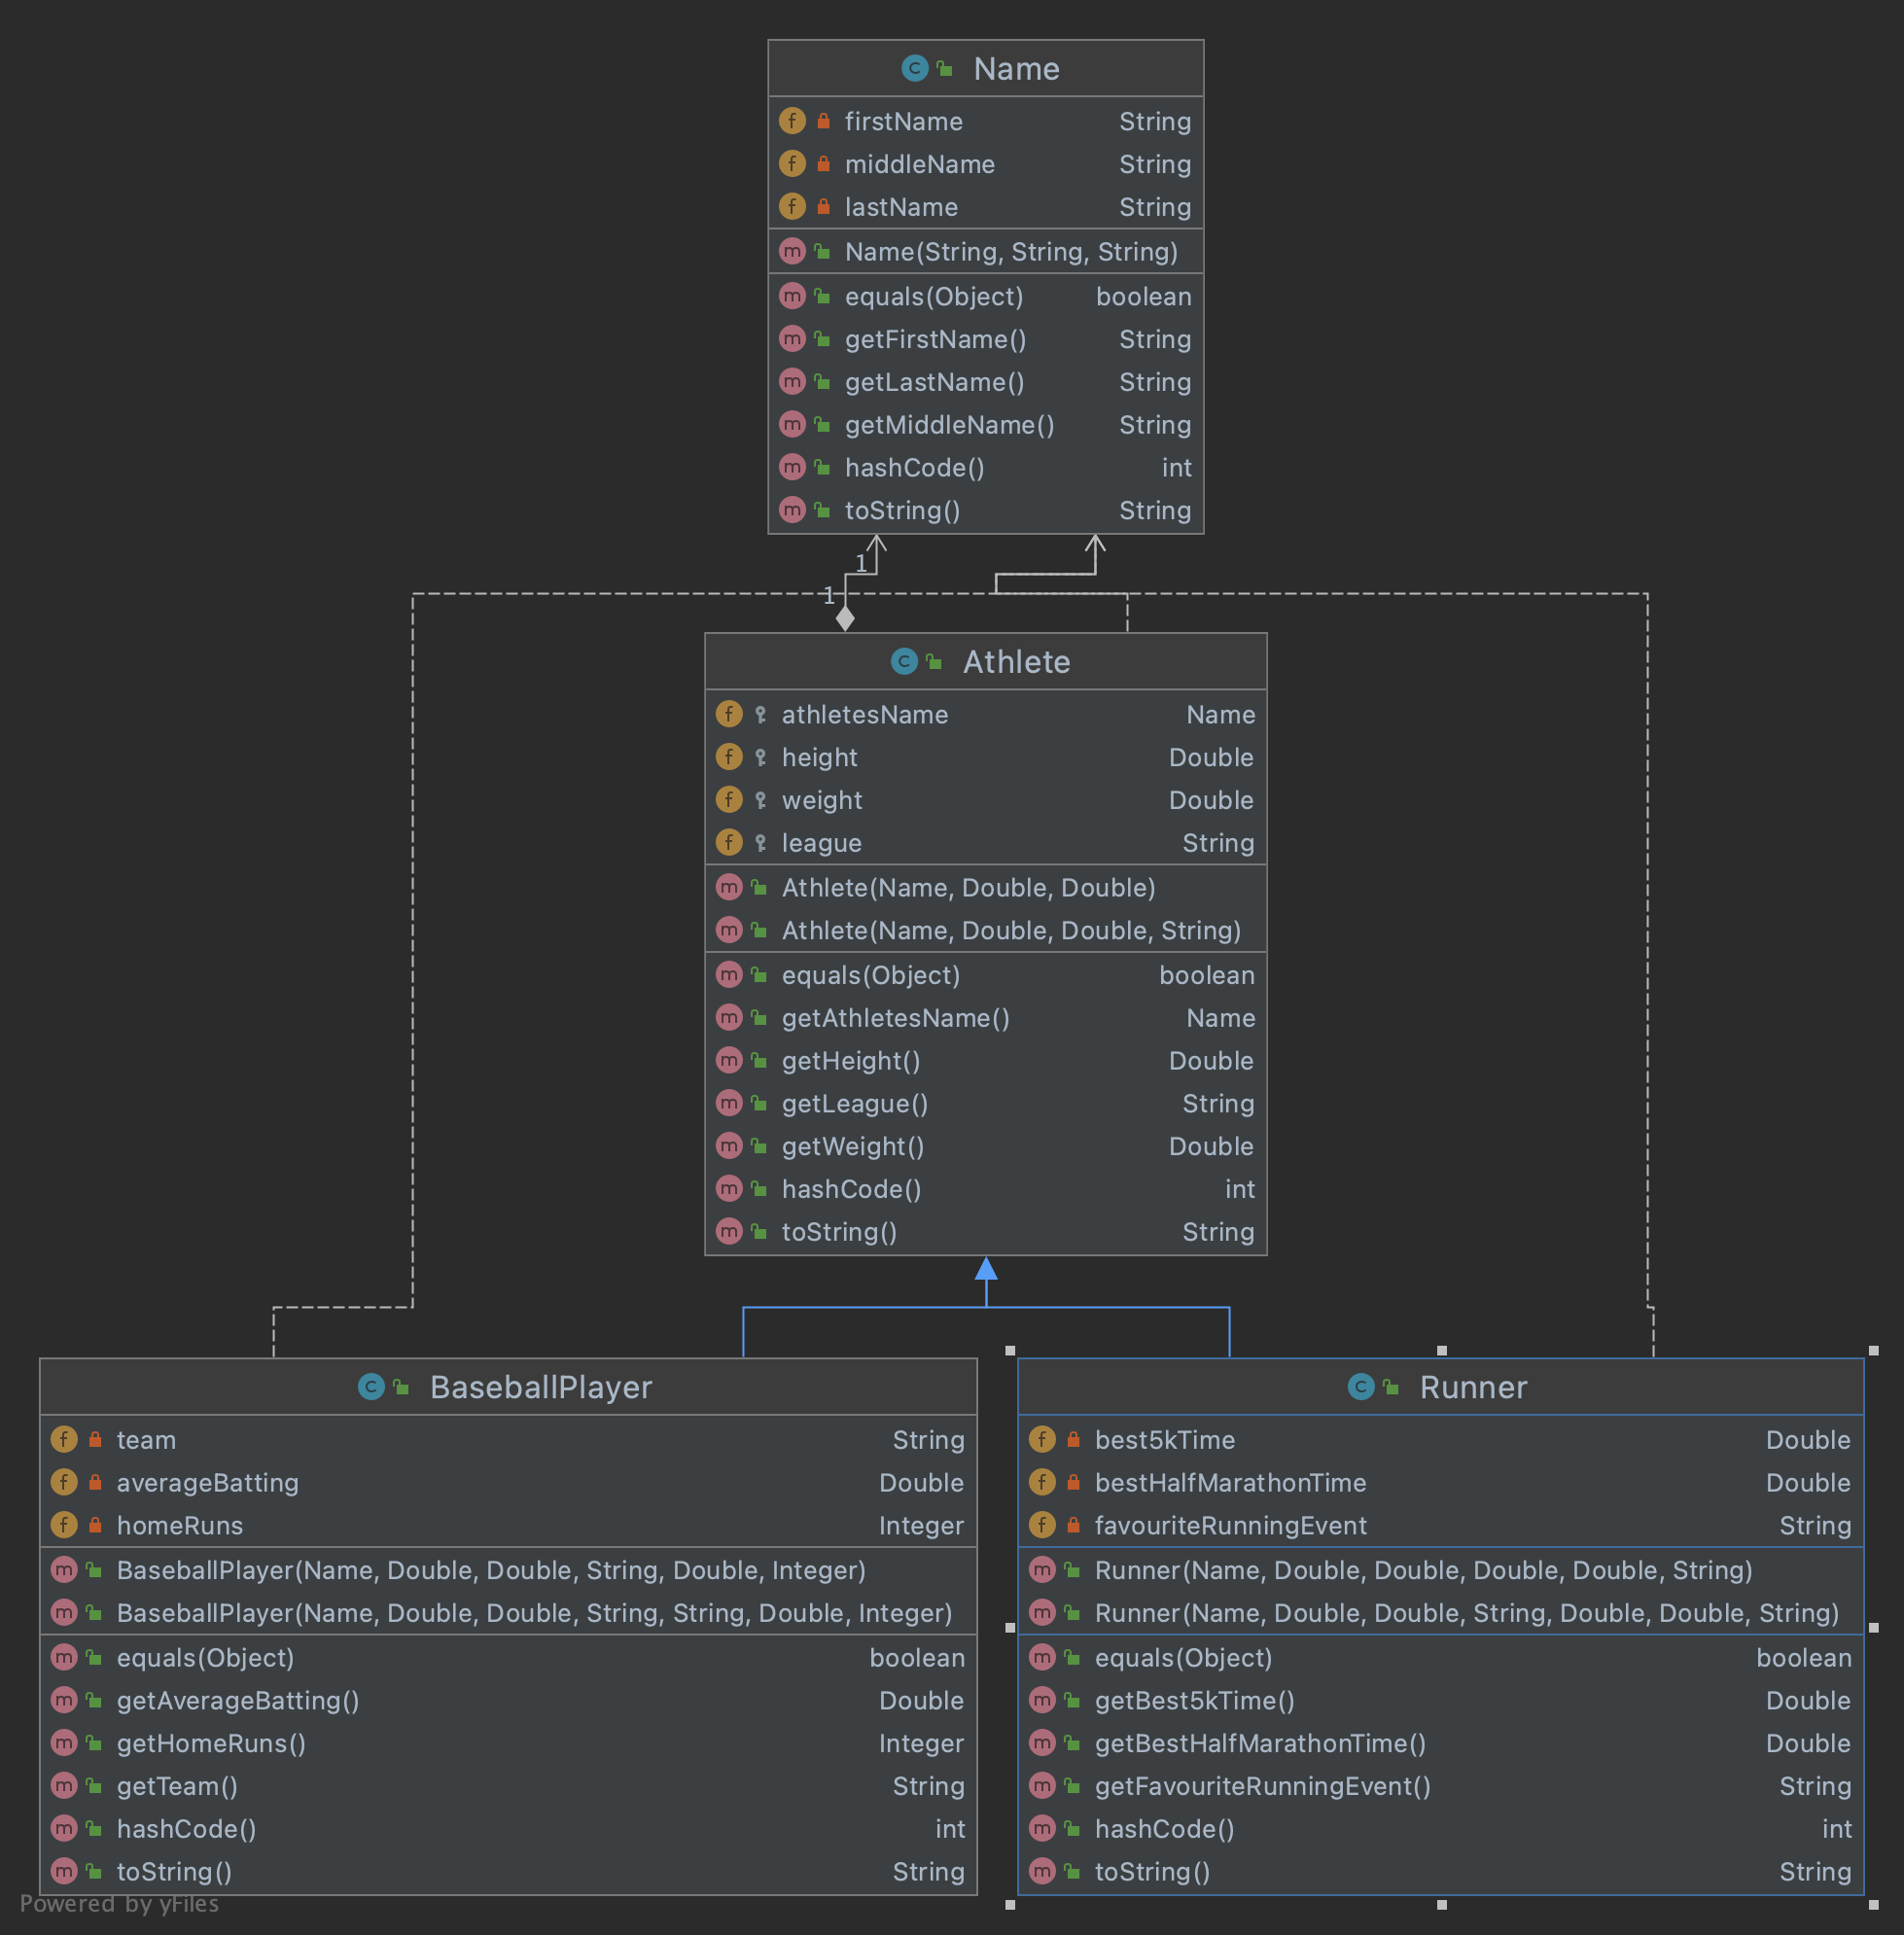 Name
firstName String
middleName String
lastName String
Name(String, String, String)
equals(Object) boolean
getFirstName() String
getLastName() String
getMiddleName() String
hashCode() int
toString() String
1
1
Athlete
athletesName Name
height Double
weight Double
league String
Athlete(Name, Double, Double)
Athlete(Name, Double, Double, String)
equals(Object) boolean
getAthletesName() Name
getHeight() Double
getLeague() String
getWeight() Double
hashCode() int
toString() String
BaseballPlayer
team String
averageBatting Double
homeRuns Integer
BaseballPlayer(Name, Double, Double, String, Double, Integer)
BaseballPlayer(Name, Double, Double, String, String, Double, Integer)
equals(Object) boolean
getAverageBatting() Double
getHomeRuns() Integer
getTeam() String
hashCode() int
toString() String
Runner
best5kTime Double
bestHalfMarathonTime Double
favouriteRunningEvent String
Runner(Name, Double, Double, Double, Double, String)
Runner(Name, Double, Double, String, Double, Double, String)
equals(Object) boolean
getBest5kTime() Double
getBestHalfMarathonTime() Double
getFavouriteRunningEvent() String
hashCode() int
toString() String
Powered by yFiles